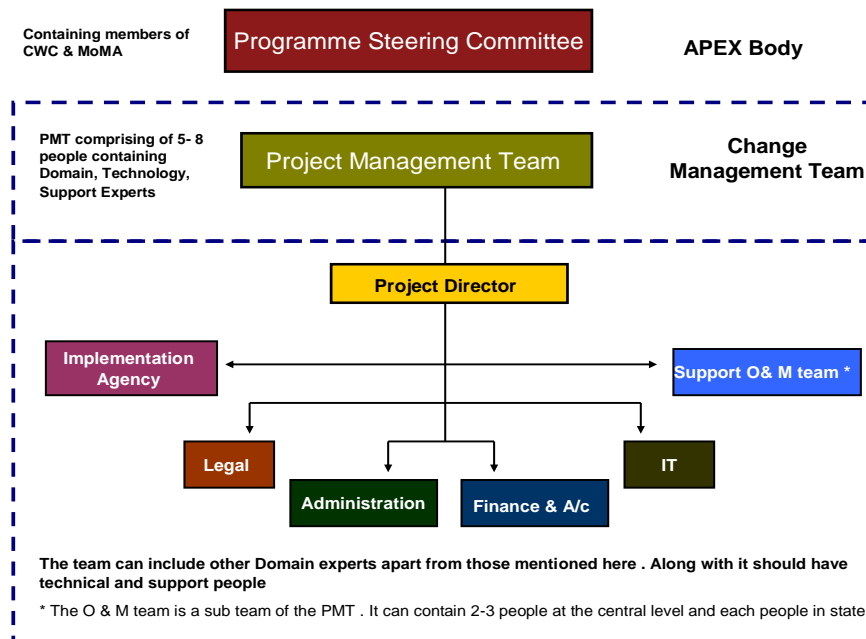 Containing members of
CWC & MoMA
Programme Steering Committee
APEX Body
PMT comprising of 5- 8
people containing
Domain, Technology,
Support Experts
Project Management Team
Change
Management Team
Project Director
Implementation
Agency
Support O& M team *
Legal
IT
Administration
Finance & A/c
The team can include other Domain experts apart from those mentioned here . Along with it should have
technical and support people
* The O & M team is a sub team of the PMT . It can contain 2-3 people at the central level and each people in state